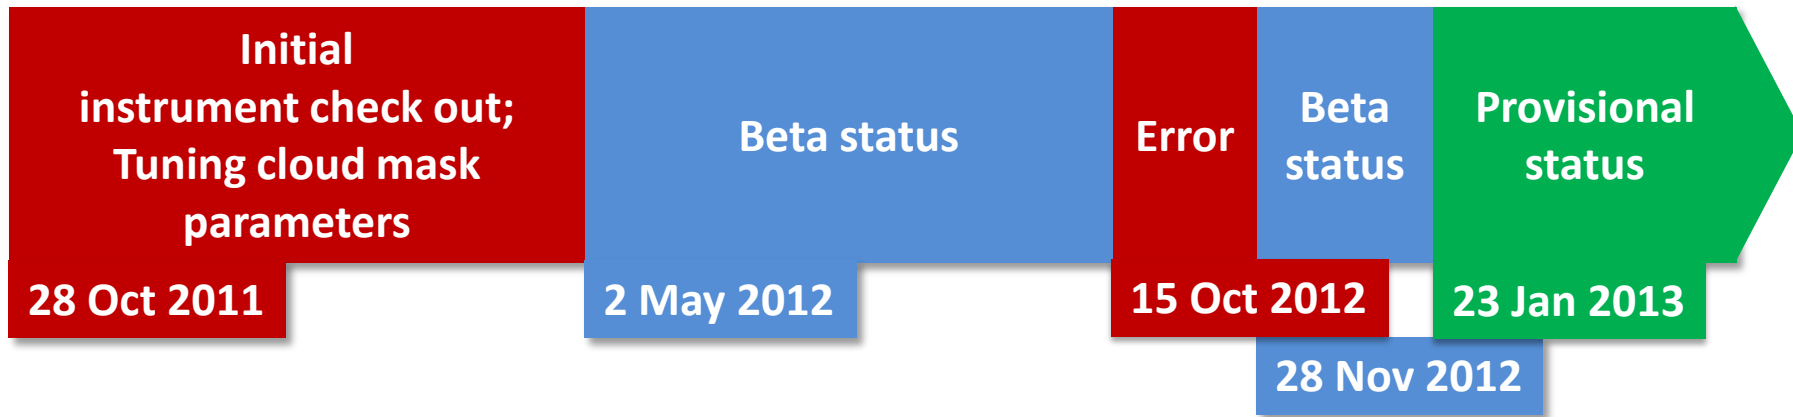 Initial
instrument check out;
Tuning cloud mask
parameters
Beta status
Error
Beta
status
Provisional
status
28 Oct 2011
2 May 2012
15 Oct 2012
23 Jan 2013
28 Nov 2012